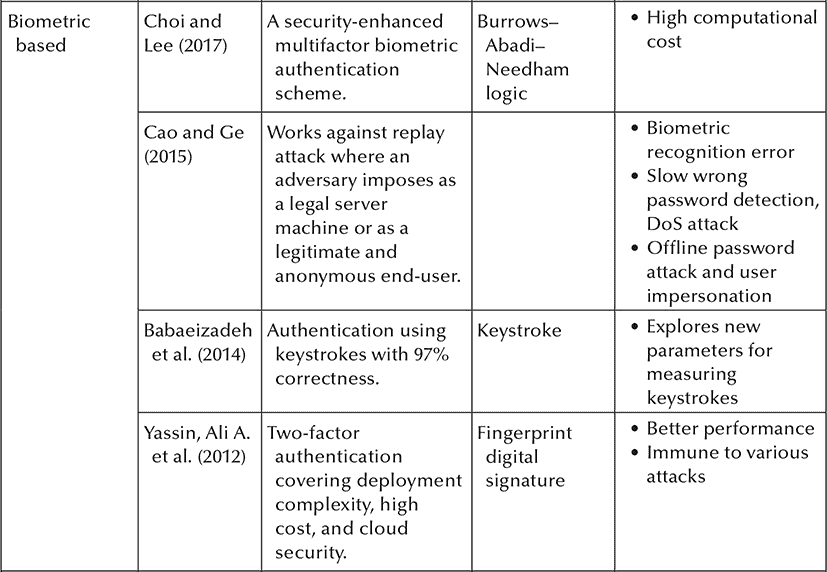 Biometric
based
Choi and
Lee (2017)
A security-enhanced
multifactor biometric
authentication
scheme.
Burrows–
Abadi–
Needham
logic
• High computational
cost
Cao and Ge
(2015)
Works against replay
attack where an
adversary imposes as
a legal server
machine or as a
legitimate and
anonymous end-user.
• Biometric
recognition error
• Slow wrong
password detection,
DoS attack
• Offline password
attack and user
impersonation
Babaeizadeh
et al. (2014)
Authentication using
keystrokes with 97%
correctness.
Keystroke
• Explores new
parameters for
measuring
keystrokes
Yassin, Ali A.
et al. (2012)
Two-factor
authentication
covering deployment
complexity, high
cost, and cloud
security.
Fingerprint
digital
signature
• Better performance
• Immune to various
attacks